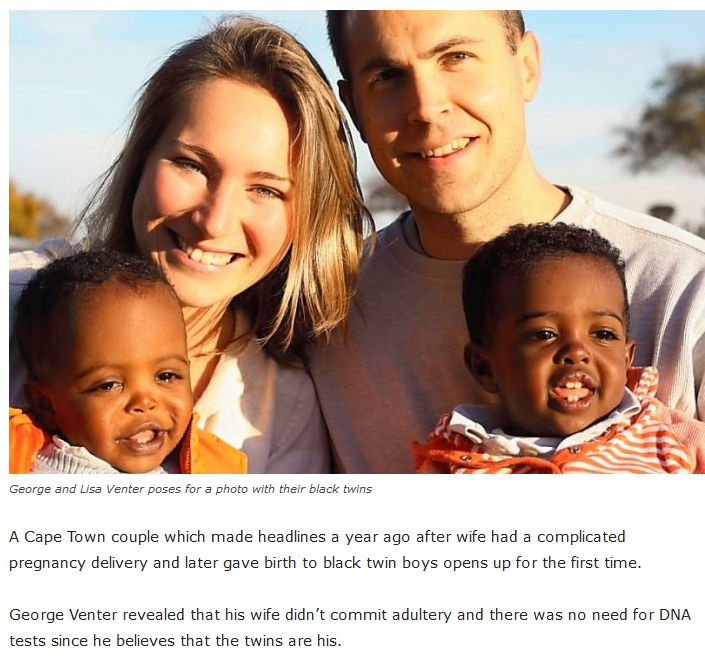 George and Lisa Venter poses for a photo with their black twins
A Cape Town couple which made headlines a year ago after wife had a complicated
pregnancy delivery and later gave birth to black twin boys opens up for the first time.
George Venter revealed that his wife didn’t commit adultery and there was no need for DNA
tests since he believes that the twins are his.